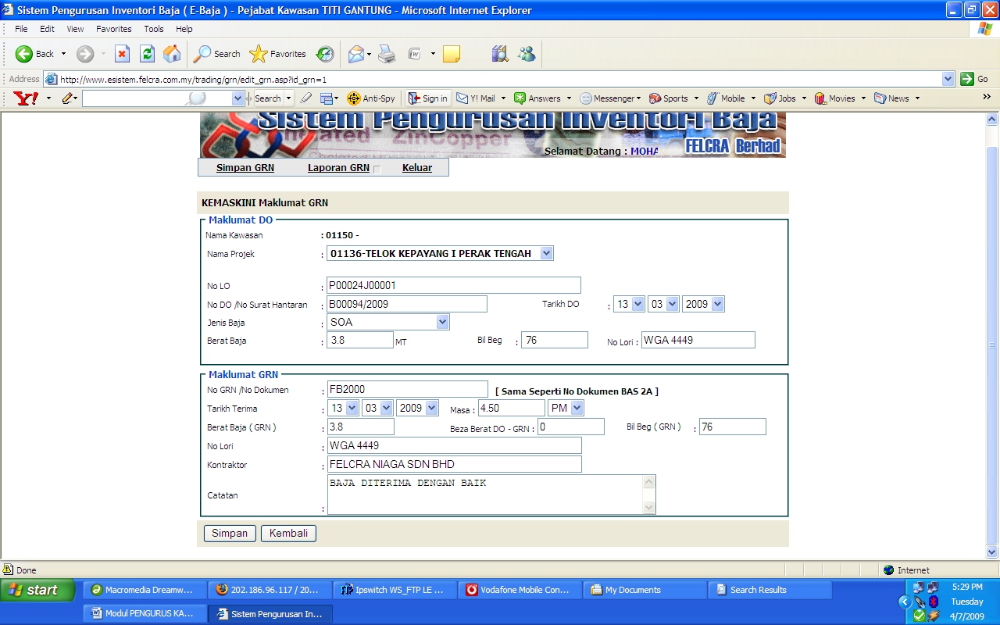 Sistem Pengurusan Inventori Baja ( E-Baja ) - Pejabat Kawasan TITI GANTUNG - Microsoft Internet Explorer
File Edit View Favorites Tools Help
Back Search Favorites
Address http://www.esistem.felcra.com.my/trading/grn/edit_grn.asp?id_grn=1 Go
Y! Search Anti-Spy Sign in Y! Mail Answers Messenger Sports Mobile Jobs Movies News
Sistem Pengurusan Inventori Baja
ZinCopper
Selamat Datang : MOHA FELCRA Berhad
Simpan GRN Laporan GRN Keluar
KEMASKINI Maklumat GRN
Maklumat DO
Nama Kawasan : 01150 -
Nama Projek : 01136-TELOK KEPAYANG I PERAK TENGAH
No LO : P00024J00001
No DO /No Surat Hantaran : B00094/2009 Tarikh DO : 13 03 2009
Jenis Baja : SOA
Berat Baja : 3.8 MT Bil Beg : 76 No Lori : WGA 4449
Maklumat GRN
No GRN /No Dokumen : FB2000 [ Sama Seperti No Dokumen BAS 2A ]
Tarikh Terima : 13 03 2009 Masa : 4.50 PM
Berat Baja ( GRN ) : 3.8 Beza Berat DO - GRN : 0 Bil Beg ( GRN ) : 76
No Lori : WGA 4449
Kontraktor : FELCRA NIAGA SDN BHD
Catatan : BAJA DITERIMA DENGAN BAIK
Simpan Kembali
Done Internet
start Macromedia Dreamw... 202.186.96.117 / 20... Ipswitch WS_FTP LE ... Vodafone Mobile Con... My Documents Search Results 5:29 PM
Tuesday
Modul PENGURUS KA... Sistem Pengurusan In... 4/7/2009